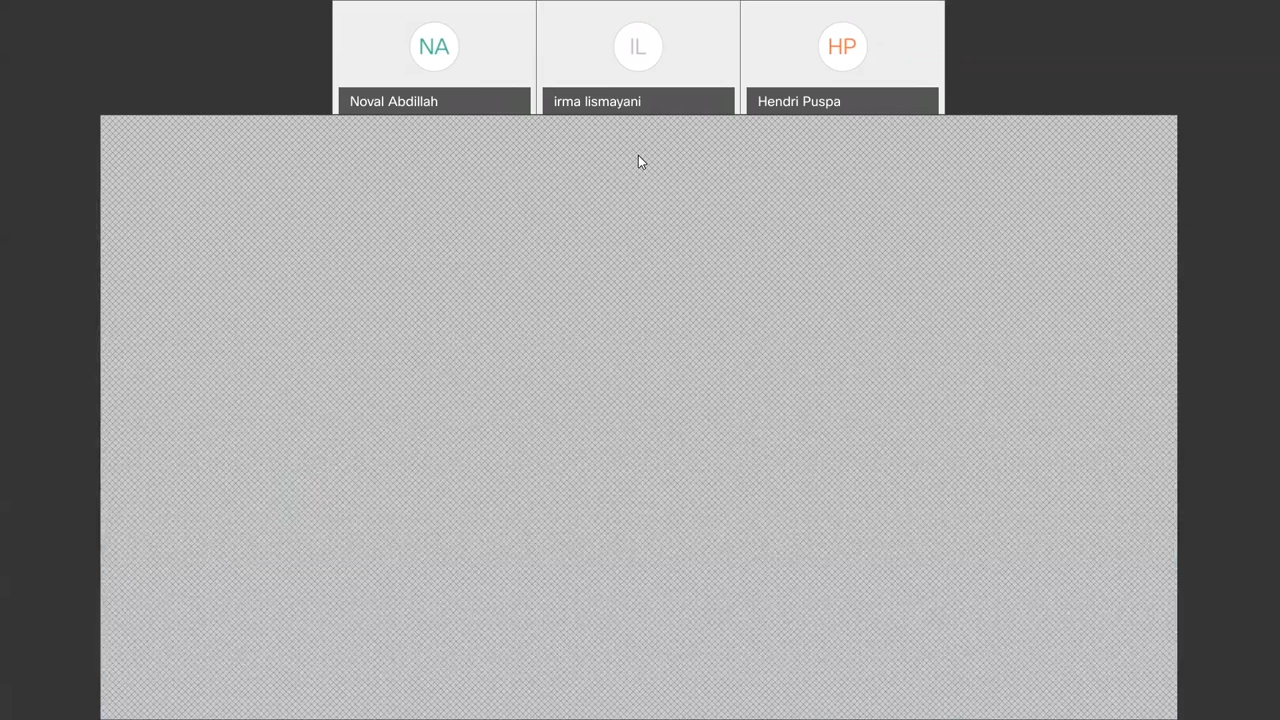 NA
IL
HP
Noval Abdillah
irma lismayani
Hendri Puspa